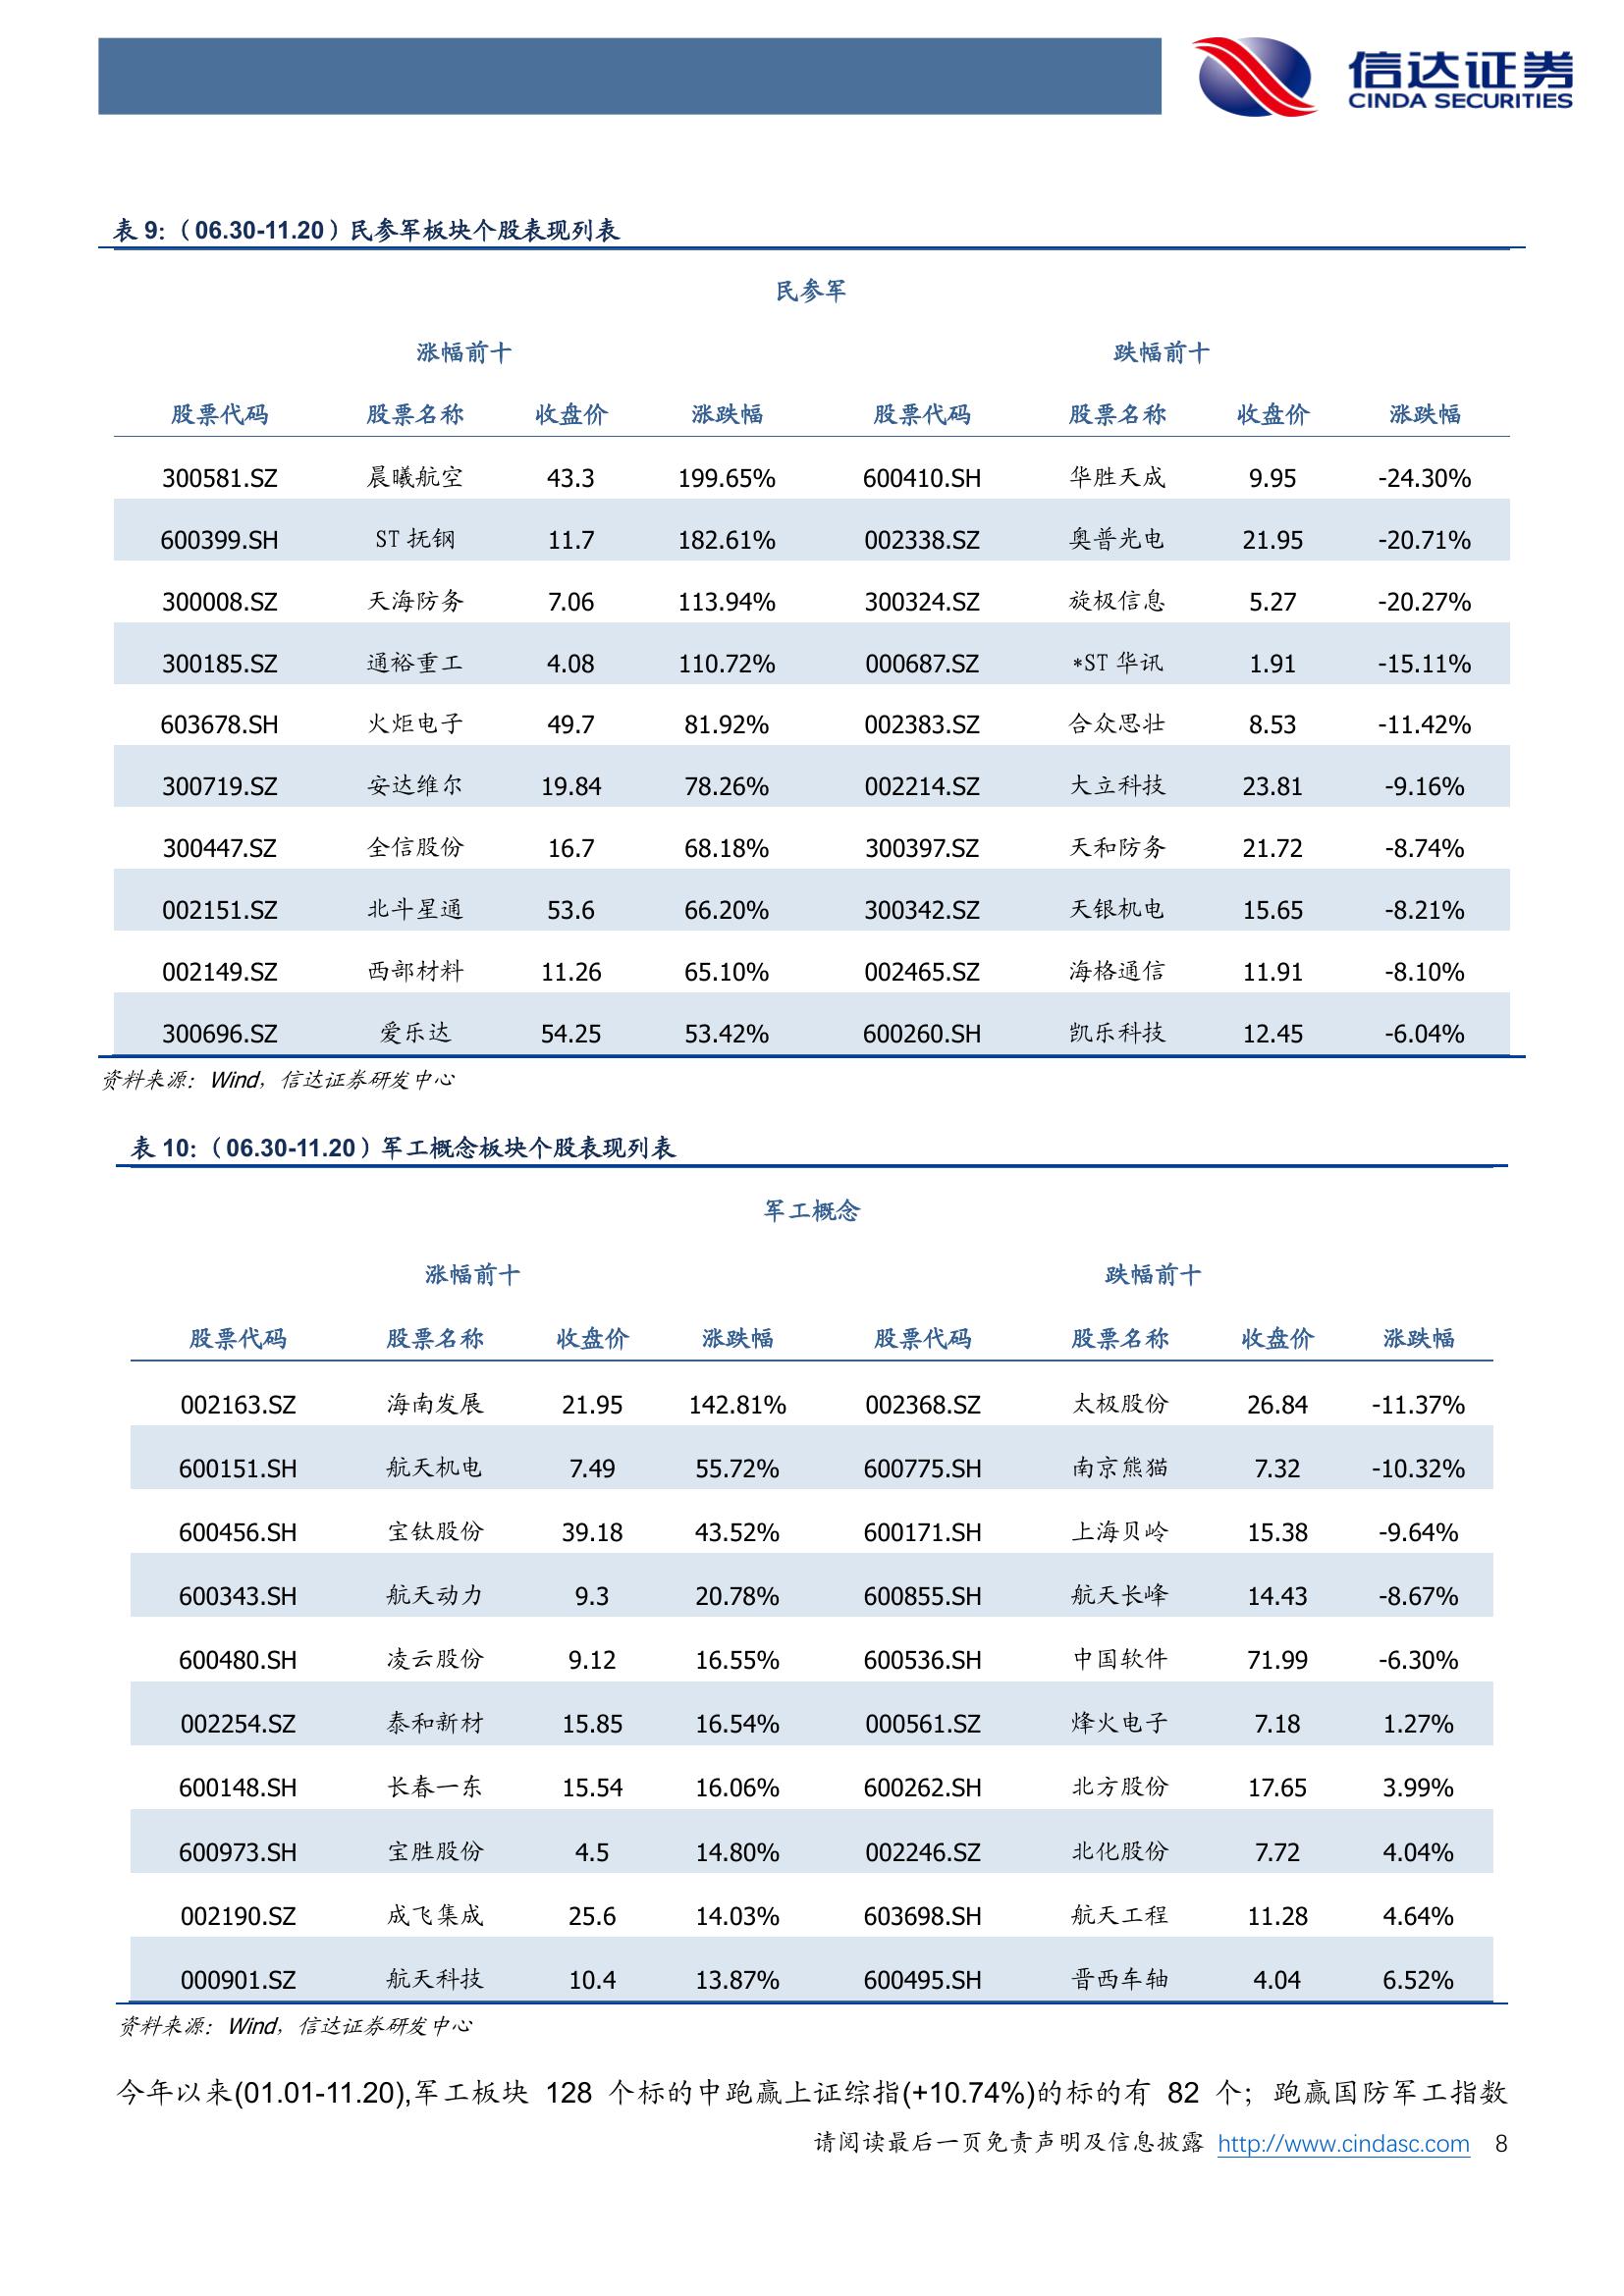 信达证券
CINDA SECURITIES
表 9:（06.30-11.20）民参军板块个股表现列表
民参军
涨幅前十 跌幅前十
股票代码 股票名称 收盘价 涨跌幅 股票代码 股票名称 收盘价 涨跌幅
300581.SZ 晨曦航空 43.3 199.65% 600410.SH 华胜天成 9.95 -24.30%
600399.SH ST 抚钢 11.7 182.61% 002338.SZ 奥普光电 21.95 -20.71%
300008.SZ 天海防务 7.06 113.94% 300324.SZ 旋极信息 5.27 -20.27%
300185.SZ 通裕重工 4.08 110.72% 000687.SZ *ST 华讯 1.91 -15.11%
603678.SH 火炬电子 49.7 81.92% 002383.SZ 合众思壮 8.53 -11.42%
300719.SZ 安达维尔 19.84 78.26% 002214.SZ 大立科技 23.81 -9.16%
300447.SZ 全信股份 16.7 68.18% 300397.SZ 天和防务 21.72 -8.74%
002151.SZ 北斗星通 53.6 66.20% 300342.SZ 天银机电 15.65 -8.21%
002149.SZ 西部材料 11.26 65.10% 002465.SZ 海格通信 11.91 -8.10%
300696.SZ 爱乐达 54.25 53.42% 600260.SH 凯乐科技 12.45 -6.04%
资料来源：Wind，信达证券研发中心
表 10:（06.30-11.20）军工概念板块个股表现列表
军工概念
涨幅前十 跌幅前十
股票代码 股票名称 收盘价 涨跌幅 股票代码 股票名称 收盘价 涨跌幅
002163.SZ 海南发展 21.95 142.81% 002368.SZ 太极股份 26.84 -11.37%
600151.SH 航天机电 7.49 55.72% 600775.SH 南京熊猫 7.32 -10.32%
600456.SH 宝钛股份 39.18 43.52% 600171.SH 上海贝岭 15.38 -9.64%
600343.SH 航天动力 9.3 20.78% 600855.SH 航天长峰 14.43 -8.67%
600480.SH 凌云股份 9.12 16.55% 600536.SH 中国软件 71.99 -6.30%
002254.SZ 泰和新材 15.85 16.54% 000561.SZ 烽火电子 7.18 1.27%
600148.SH 长春一东 15.54 16.06% 600262.SH 北方股份 17.65 3.99%
600973.SH 宝胜股份 4.5 14.80% 002246.SZ 北化股份 7.72 4.04%
002190.SZ 成飞集成 25.6 14.03% 603698.SH 航天工程 11.28 4.64%
000901.SZ 航天科技 10.4 13.87% 600495.SH 晋西车轴 4.04 6.52%
资料来源：Wind，信达证券研发中心
今年以来(01.01-11.20),军工板块 128 个标的中跑赢上证综指(+10.74%)的标的有 82 个；跑赢国防军工指数
请阅读最后一页免责声明及信息披露 http://www.cindasc.com 8